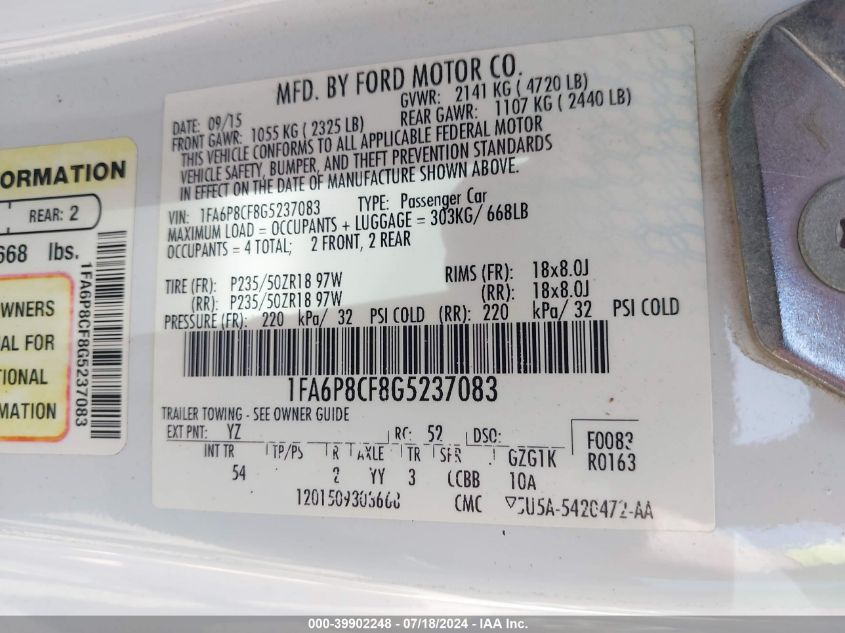 MFD. BY FORD MOTOR CO.
DATE: 09/15 GVWR: 2141 KG ( 4720 LB)
FRONT GAWR: 1055 KG ( 2325 LB) REAR GAWR: 1107 KG ( 2440 LB)
THIS VEHICLE CONFORMS TO ALL APPLICABLE FEDERAL MOTOR
VEHICLE SAFETY, BUMPER, AND THEFT PREVENTION STANDARDS
IN EFFECT ON THE DATE OF MANUFACTURE SHOWN ABOVE.
VIN: 1FA6P8CF8G5237083 TYPE: Passenger Car
MAXIMUM LOAD = OCCUPANTS + LUGGAGE = 303KG/ 668LB
OCCUPANTS = 4 TOTAL; 2 FRONT, 2 REAR
TIRE (FR): P235/50ZR18 97W RIMS (FR): 18x8.0J
(RR): P235/50ZR18 97W (RR): 18x8.0J
PRESSURE (FR): 220 kPa/ 32 PSI COLD (RR): 220 kPa/ 32 PSI COLD
1FA6P8CF8G5237083
TRAILER TOWING - SEE OWNER GUIDE
EXT PNT: YZ RC: 52 DSO: F0083
INT TR TP/PS R AXLE TR SPR GZG1K R0163
54 2 YY 3 CCBB 10A
CMC
ORMATION
REAR: 2
668 lbs.
1FA6P8CF8G5237083
OWNERS
AL FOR
TIONAL
RMATION
000-39902248 - 07/18/2024 - IAA Inc.